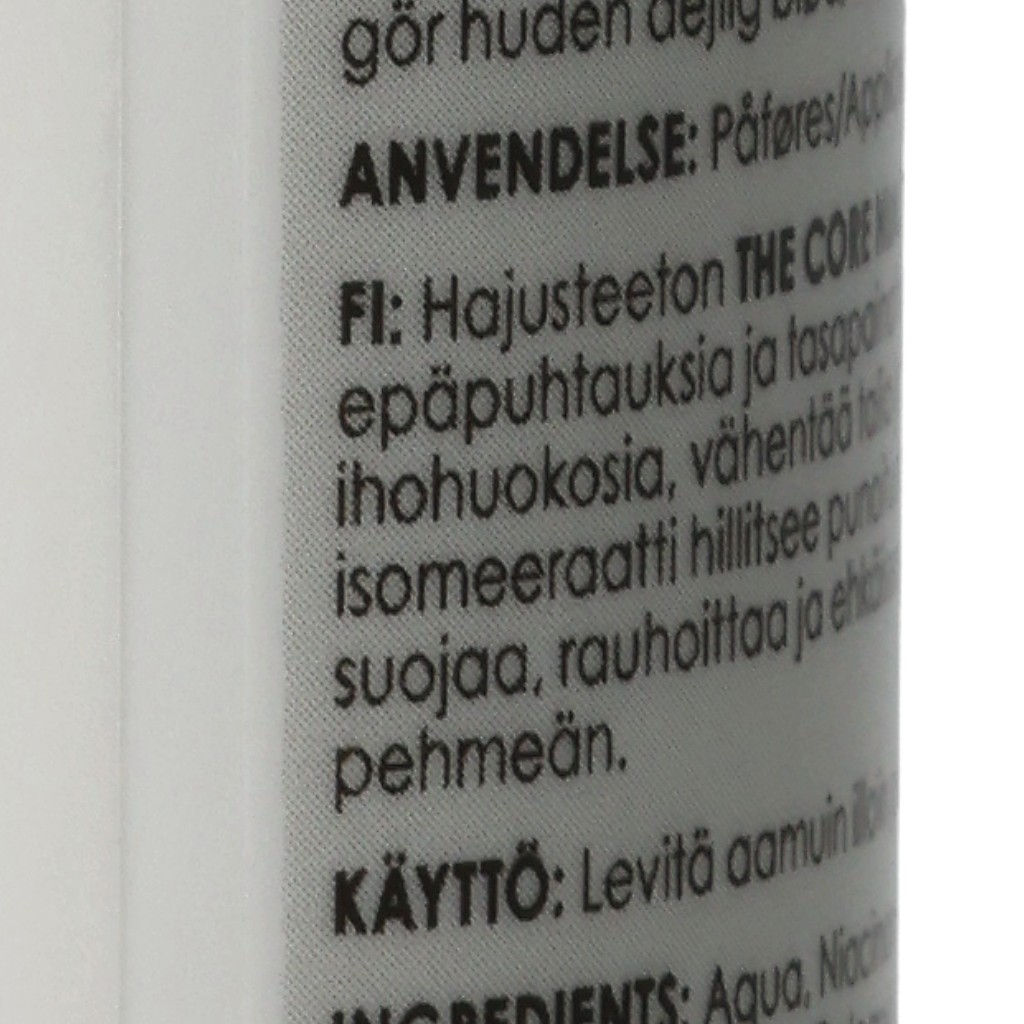 gör huden dejlig
ANVENDELSE: Påføres/
FI: Hajusteeton THE CORE
epäpuhtauksia ja
ihohuokosia, vähentää
isomeeraatti hillitsee
suojaa, rauhoittaa ja
pehmeän.
KÄYTTÖ: Levitä aamuin
INGREDIENTS: Aqua,